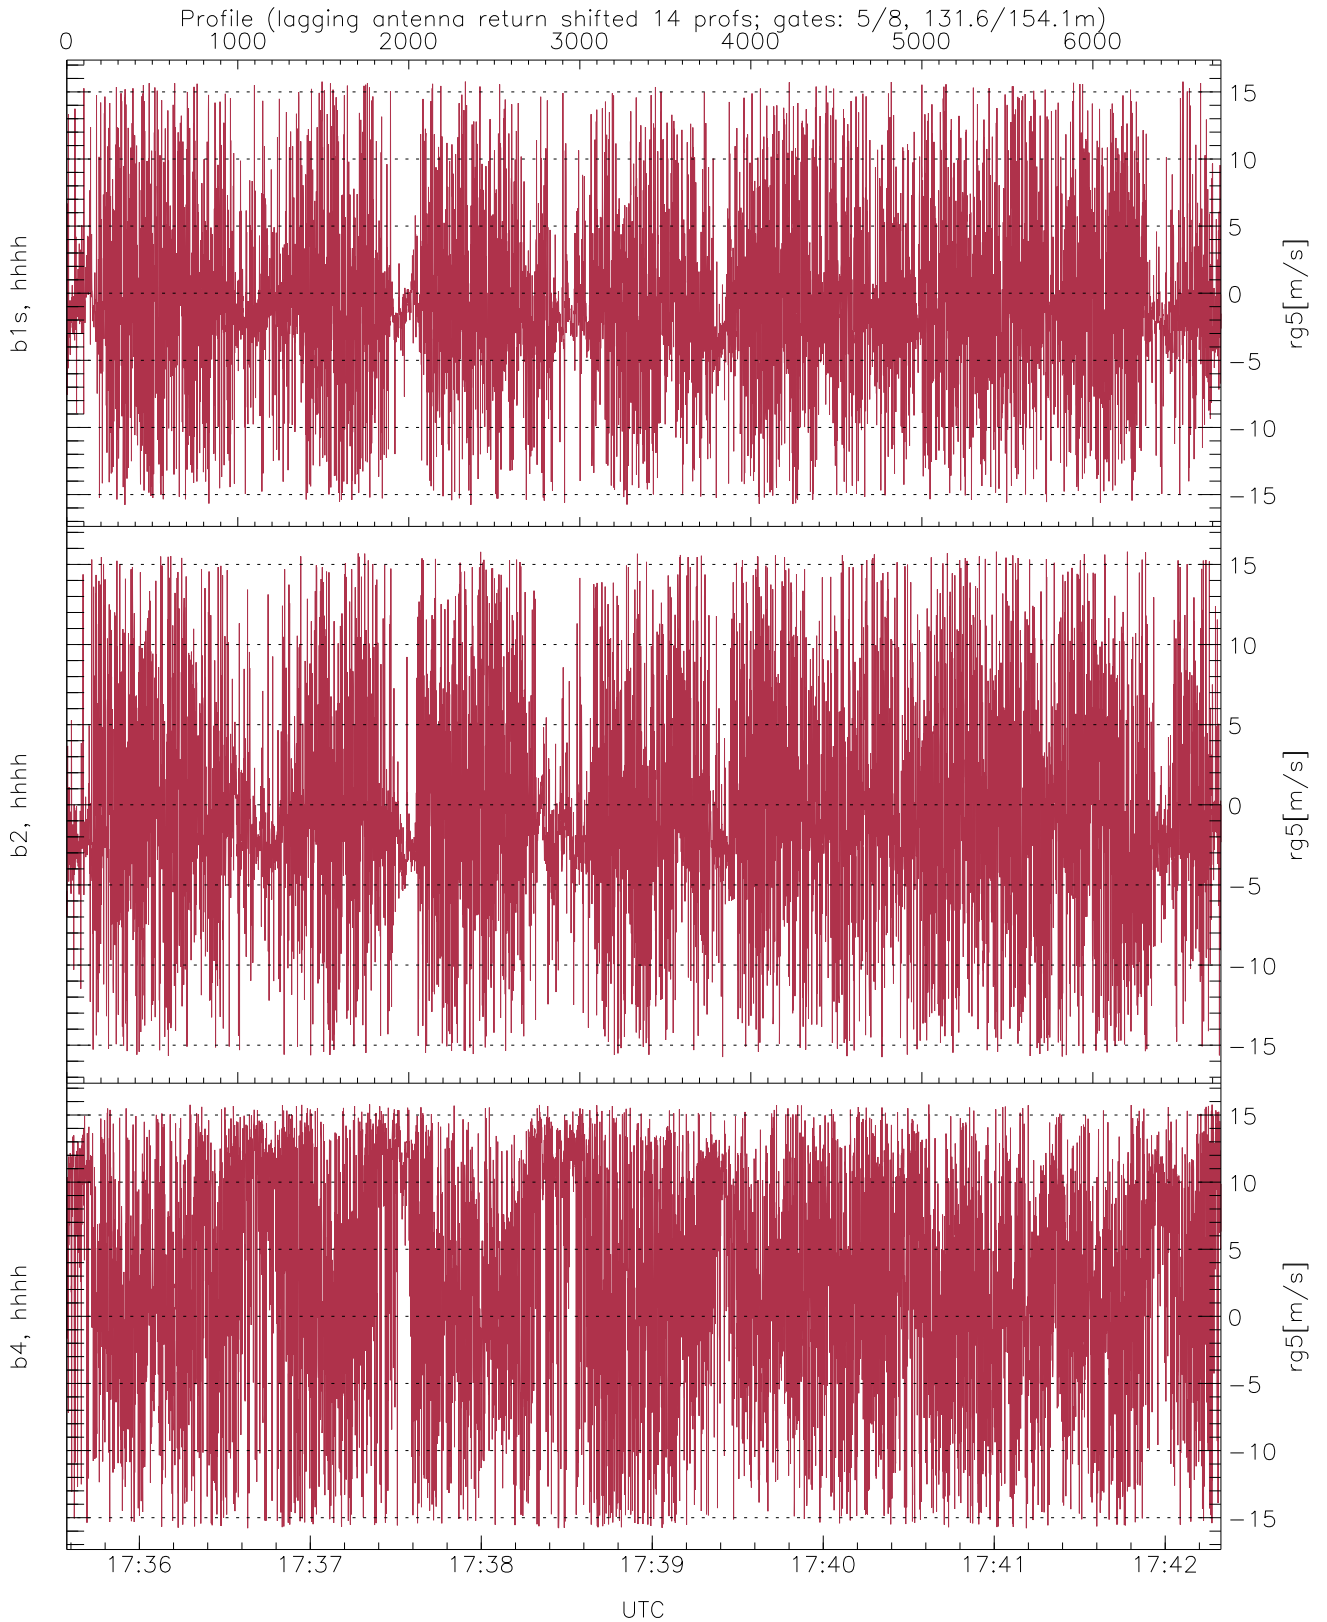 Profile (lagging antenna return shifted 14 profs; gates: 5/8, 131.6/154.1m)
0 1000 2000 3000 4000 5000 6000
15
10
5
0
-5
-10
-15
b1s, hhhh
rg5[m/s]
15
10
5
0
-5
-10
-15
b2, hhhh
rg5[m/s]
15
10
5
0
-5
-10
-15
b4, hhhh
rg5[m/s]
17:36 17:37 17:38 17:39 17:40 17:41 17:42
UTC